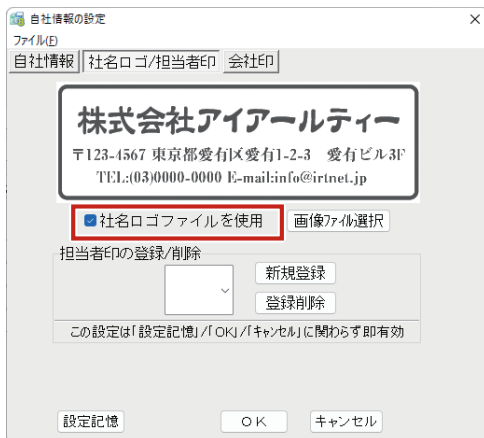 自社情報の設定
ファイル(F)
自社情報 社名ロゴ/担当者印 会社印
株式会社アイアールティー
〒123-4567 東京都愛有区愛有1-2-3 愛有ビル3F
TEL:(03)0000-0000 E-mail:info@irtnet.jp
社名ロゴファイルを使用 画像ファイル選択
担当者印の登録/削除
新規登録
登録削除
この設定は「設定記憶」/「OK」/「キャンセル」に関わらず即有効
設定記憶 OK キャンセル